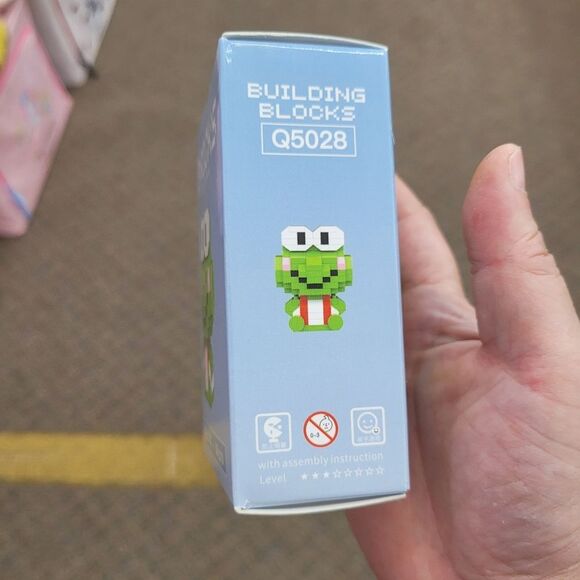 BUILDING
BLOCKS
Q5028
0-3
with assembly instruction
Level ★★★☆☆☆☆☆